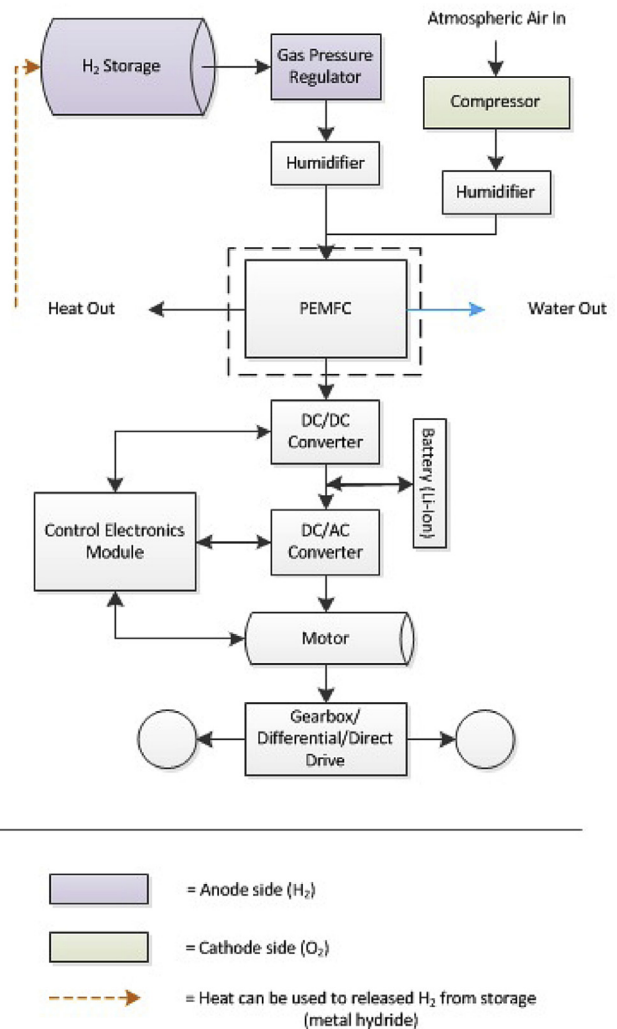 Atmospheric Air In
H₂ Storage
Gas Pressure
Regulator
Compressor
Humidifier
Humidifier
Heat Out
PEMFC
Water Out
DC/DC
Converter
Battery (Li-Ion)
Control Electronics
Module
DC/AC
Converter
Motor
Gearbox/
Differential/Direct
Drive
= Anode side (H₂)
= Cathode side (O₂)
= Heat can be used to released H₂ from storage
(metal hydride)